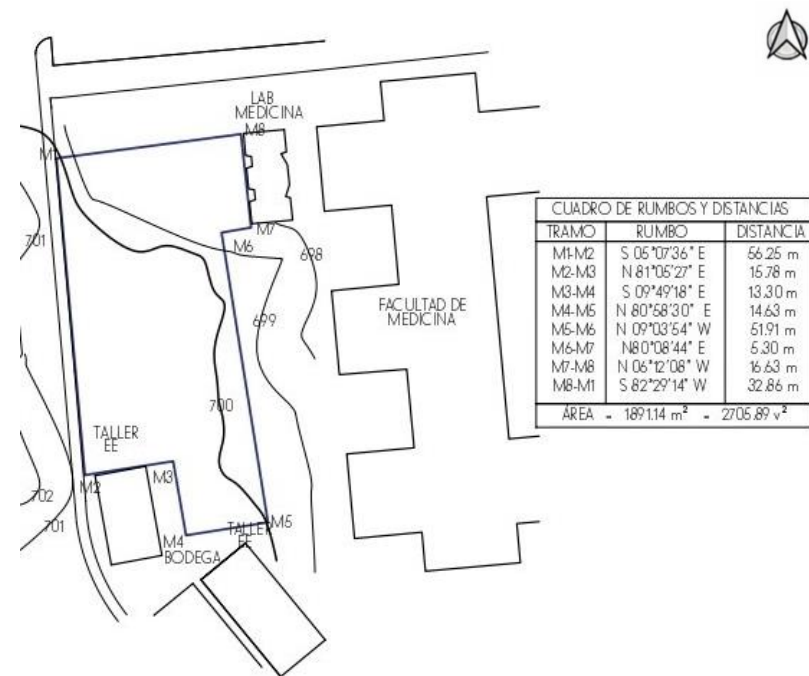 LAB
MEDICINA
M8
M1
M7
M6
701
698
699
FACULTAD DE
MEDICINA
700
TALLER
EE
M2
M3
702
701
M4
BODEGA
TALLER
EE
M5
CUADRO DE RUMBOS Y DISTANCIAS
TRAMO RUMBO DISTANCIA
M1-M2 S 05°07'36" E 56.25 m
M2-M3 N 81°05'27" E 15.78 m
M3-M4 S 09°49'18" E 13.30 m
M4-M5 N 80°58'30" E 14.63 m
M5-M6 N 09°03'54" W 51.91 m
M6-M7 N80°08'44" E 5.30 m
M7-M8 N 06°12'08" W 16.63 m
M8-M1 S 82°29'14" W 32.86 m
ÁREA = 1891.14 m² = 2705.89 v²